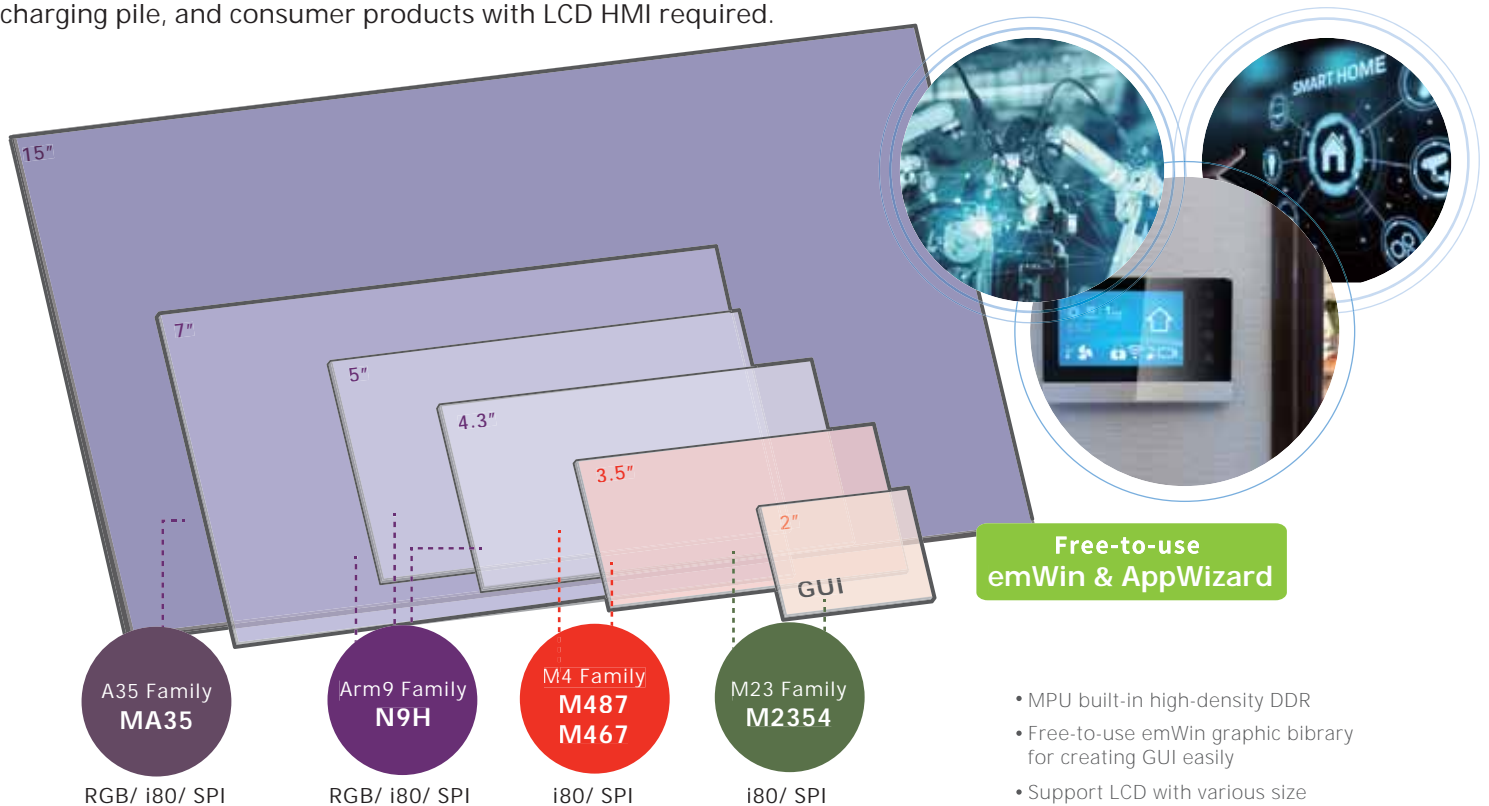 charging pile, and consumer products with LCD HMI required.
15"
7"
5"
4.3"
3.5"
2"
GUI
SMART HOME
Free-to-use
emWin & AppWizard
A35 Family
MA35
RGB/ i80/ SPI
Arm9 Family
N9H
RGB/ i80/ SPI
M4 Family
M487
M467
i80/ SPI
M23 Family
M2354
i80/ SPI
• MPU built-in high-density DDR
• Free-to-use emWin graphic bibrary
for creating GUI easily
• Support LCD with various size